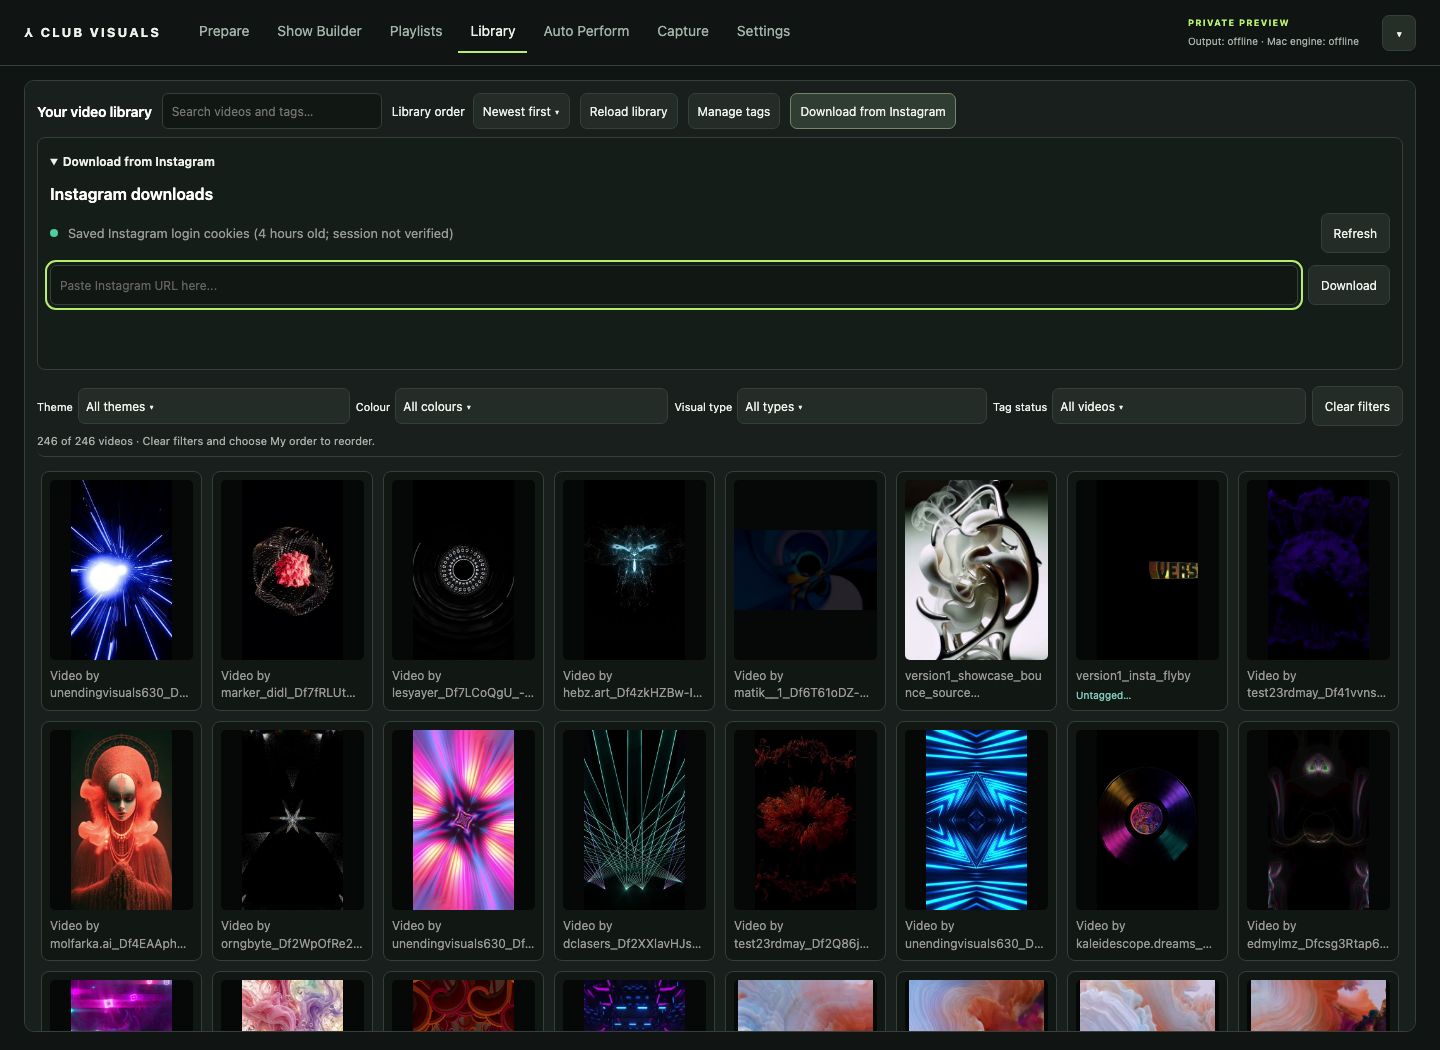 ⅄ CLUB VISUALS
Prepare
Show Builder
Playlists
Library
Auto Perform
Capture
Settings
PRIVATE PREVIEW
Output: offline · Mac engine: offline
Your video library
Search videos and tags...
Library order
Newest first
Reload library
Manage tags
Download from Instagram
Download from Instagram
Instagram downloads
Saved Instagram login cookies (4 hours old; session not verified)
Refresh
Paste Instagram URL here...
Download
Theme
All themes
Colour
All colours
Visual type
All types
Tag status
All videos
Clear filters
246 of 246 videos · Clear filters and choose My order to reorder.
Video by
unendingvisuals630_D...
Video by
marker_didl_Df7fRLUt...
Video by
lesyayer_Df7LCoQgU_-...
Video by
hebz.art_Df4zkHZBw-I...
Video by
matik__1_Df6T61oDZ-...
version1_showcase_bou
nce_source...
VERS
version1_insta_flyby
Untagged...
Video by
test23rdmay_Df41vvns...
Video by
molfarka.ai_Df4EAAph...
Video by
orngbyte_Df2WpOfRe2...
Video by
unendingvisuals630_Df...
Video by
dclasers_Df2XXlavHJs...
Video by
test23rdmay_Df2Q86j...
Video by
unendingvisuals630_D...
Video by
kaleidescope.dreams_...
Video by
edmylmz_Dfcsg3Rtap6...